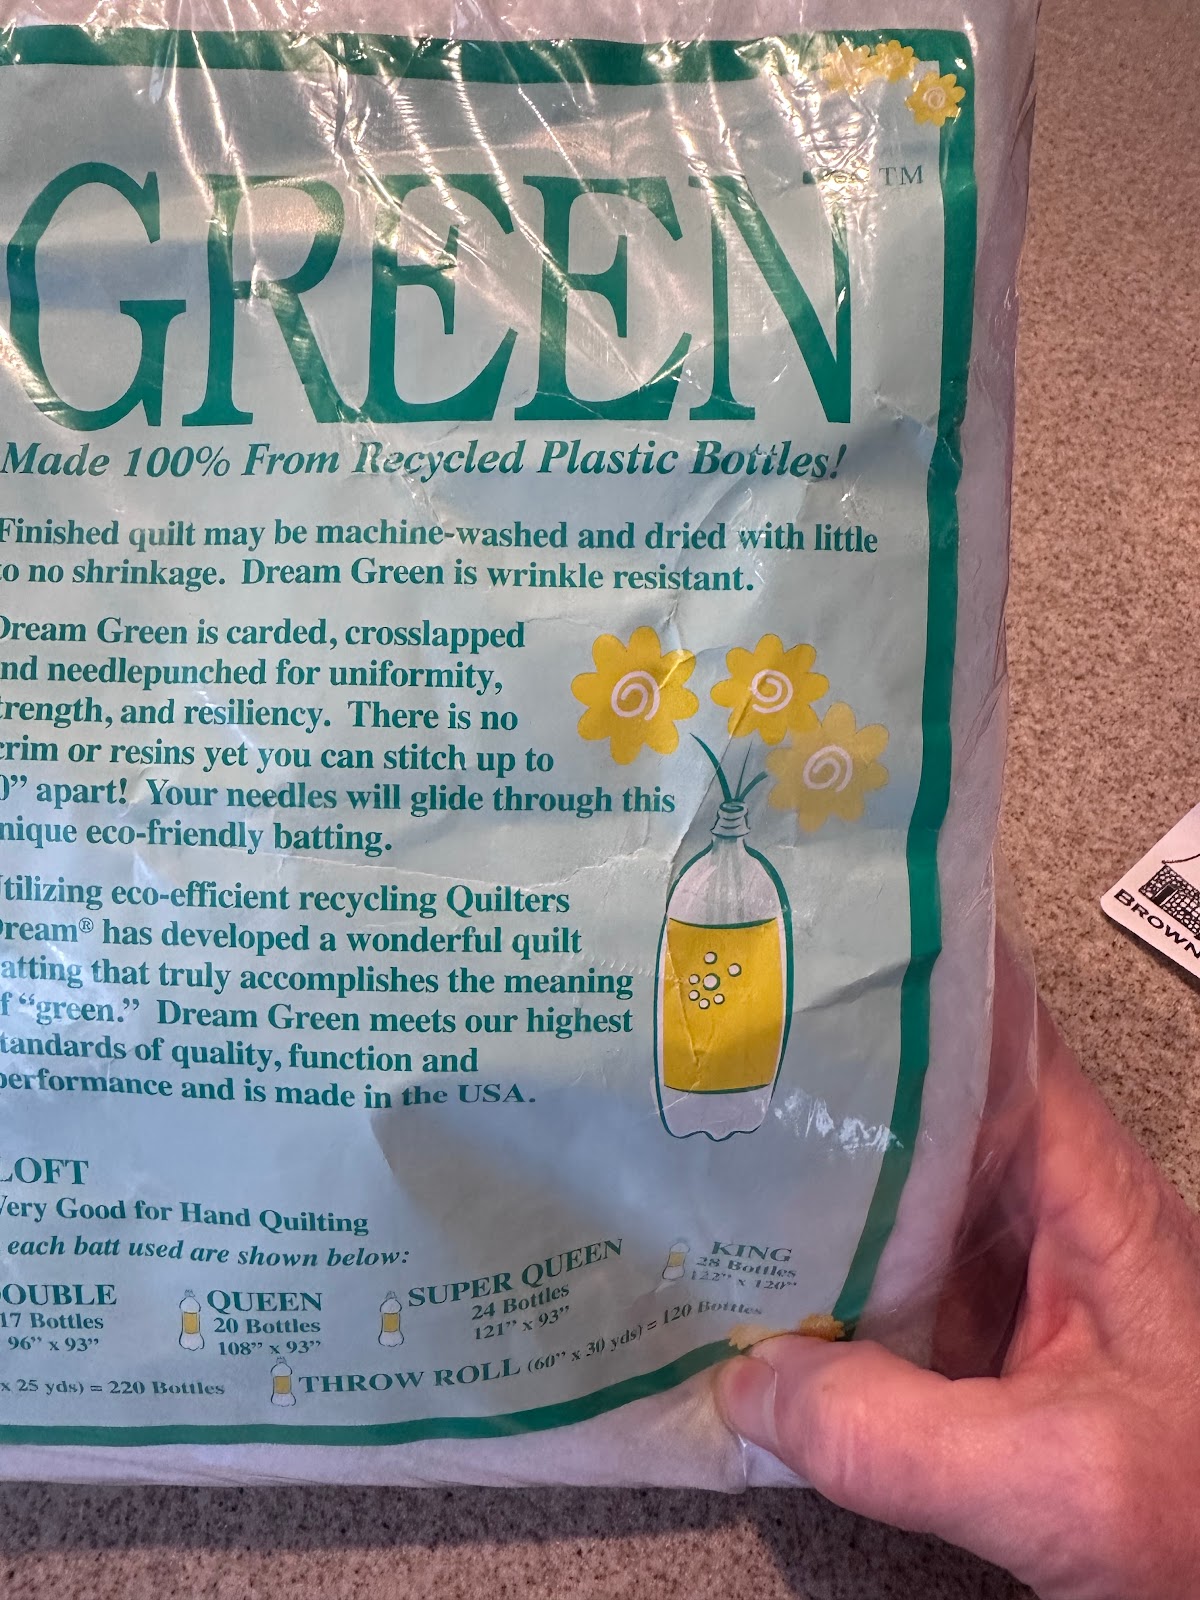 GREEN TM
Made 100% From Recycled Plastic Bottles!
Finished quilt may be machine-washed and dried with little
to no shrinkage. Dream Green is wrinkle resistant.
Dream Green is carded, crosslapped
nd needlepunched for uniformity,
trength, and resiliency. There is no
crim or resins yet you can stitch up to
0” apart! Your needles will glide through this
nique eco-friendly batting.
tilizing eco-efficient recycling Quilters
Dream® has developed a wonderful quilt
atting that truly accomplishes the meaning
f “green.” Dream Green meets our highest
tandards of quality, function and
performance and is made in the USA.
LOFT
Very Good for Hand Quilting
each batt used are shown below:
OUBLE
17 Bottles
96” x 93”
QUEEN
20 Bottles
108” x 93”
SUPER QUEEN
24 Bottles
121” x 93”
KING
28 Bottles
122” x 120”
x 25 yds) = 220 Bottles
THROW ROLL (60” x 30 yds) = 120 Bottles
BROWN